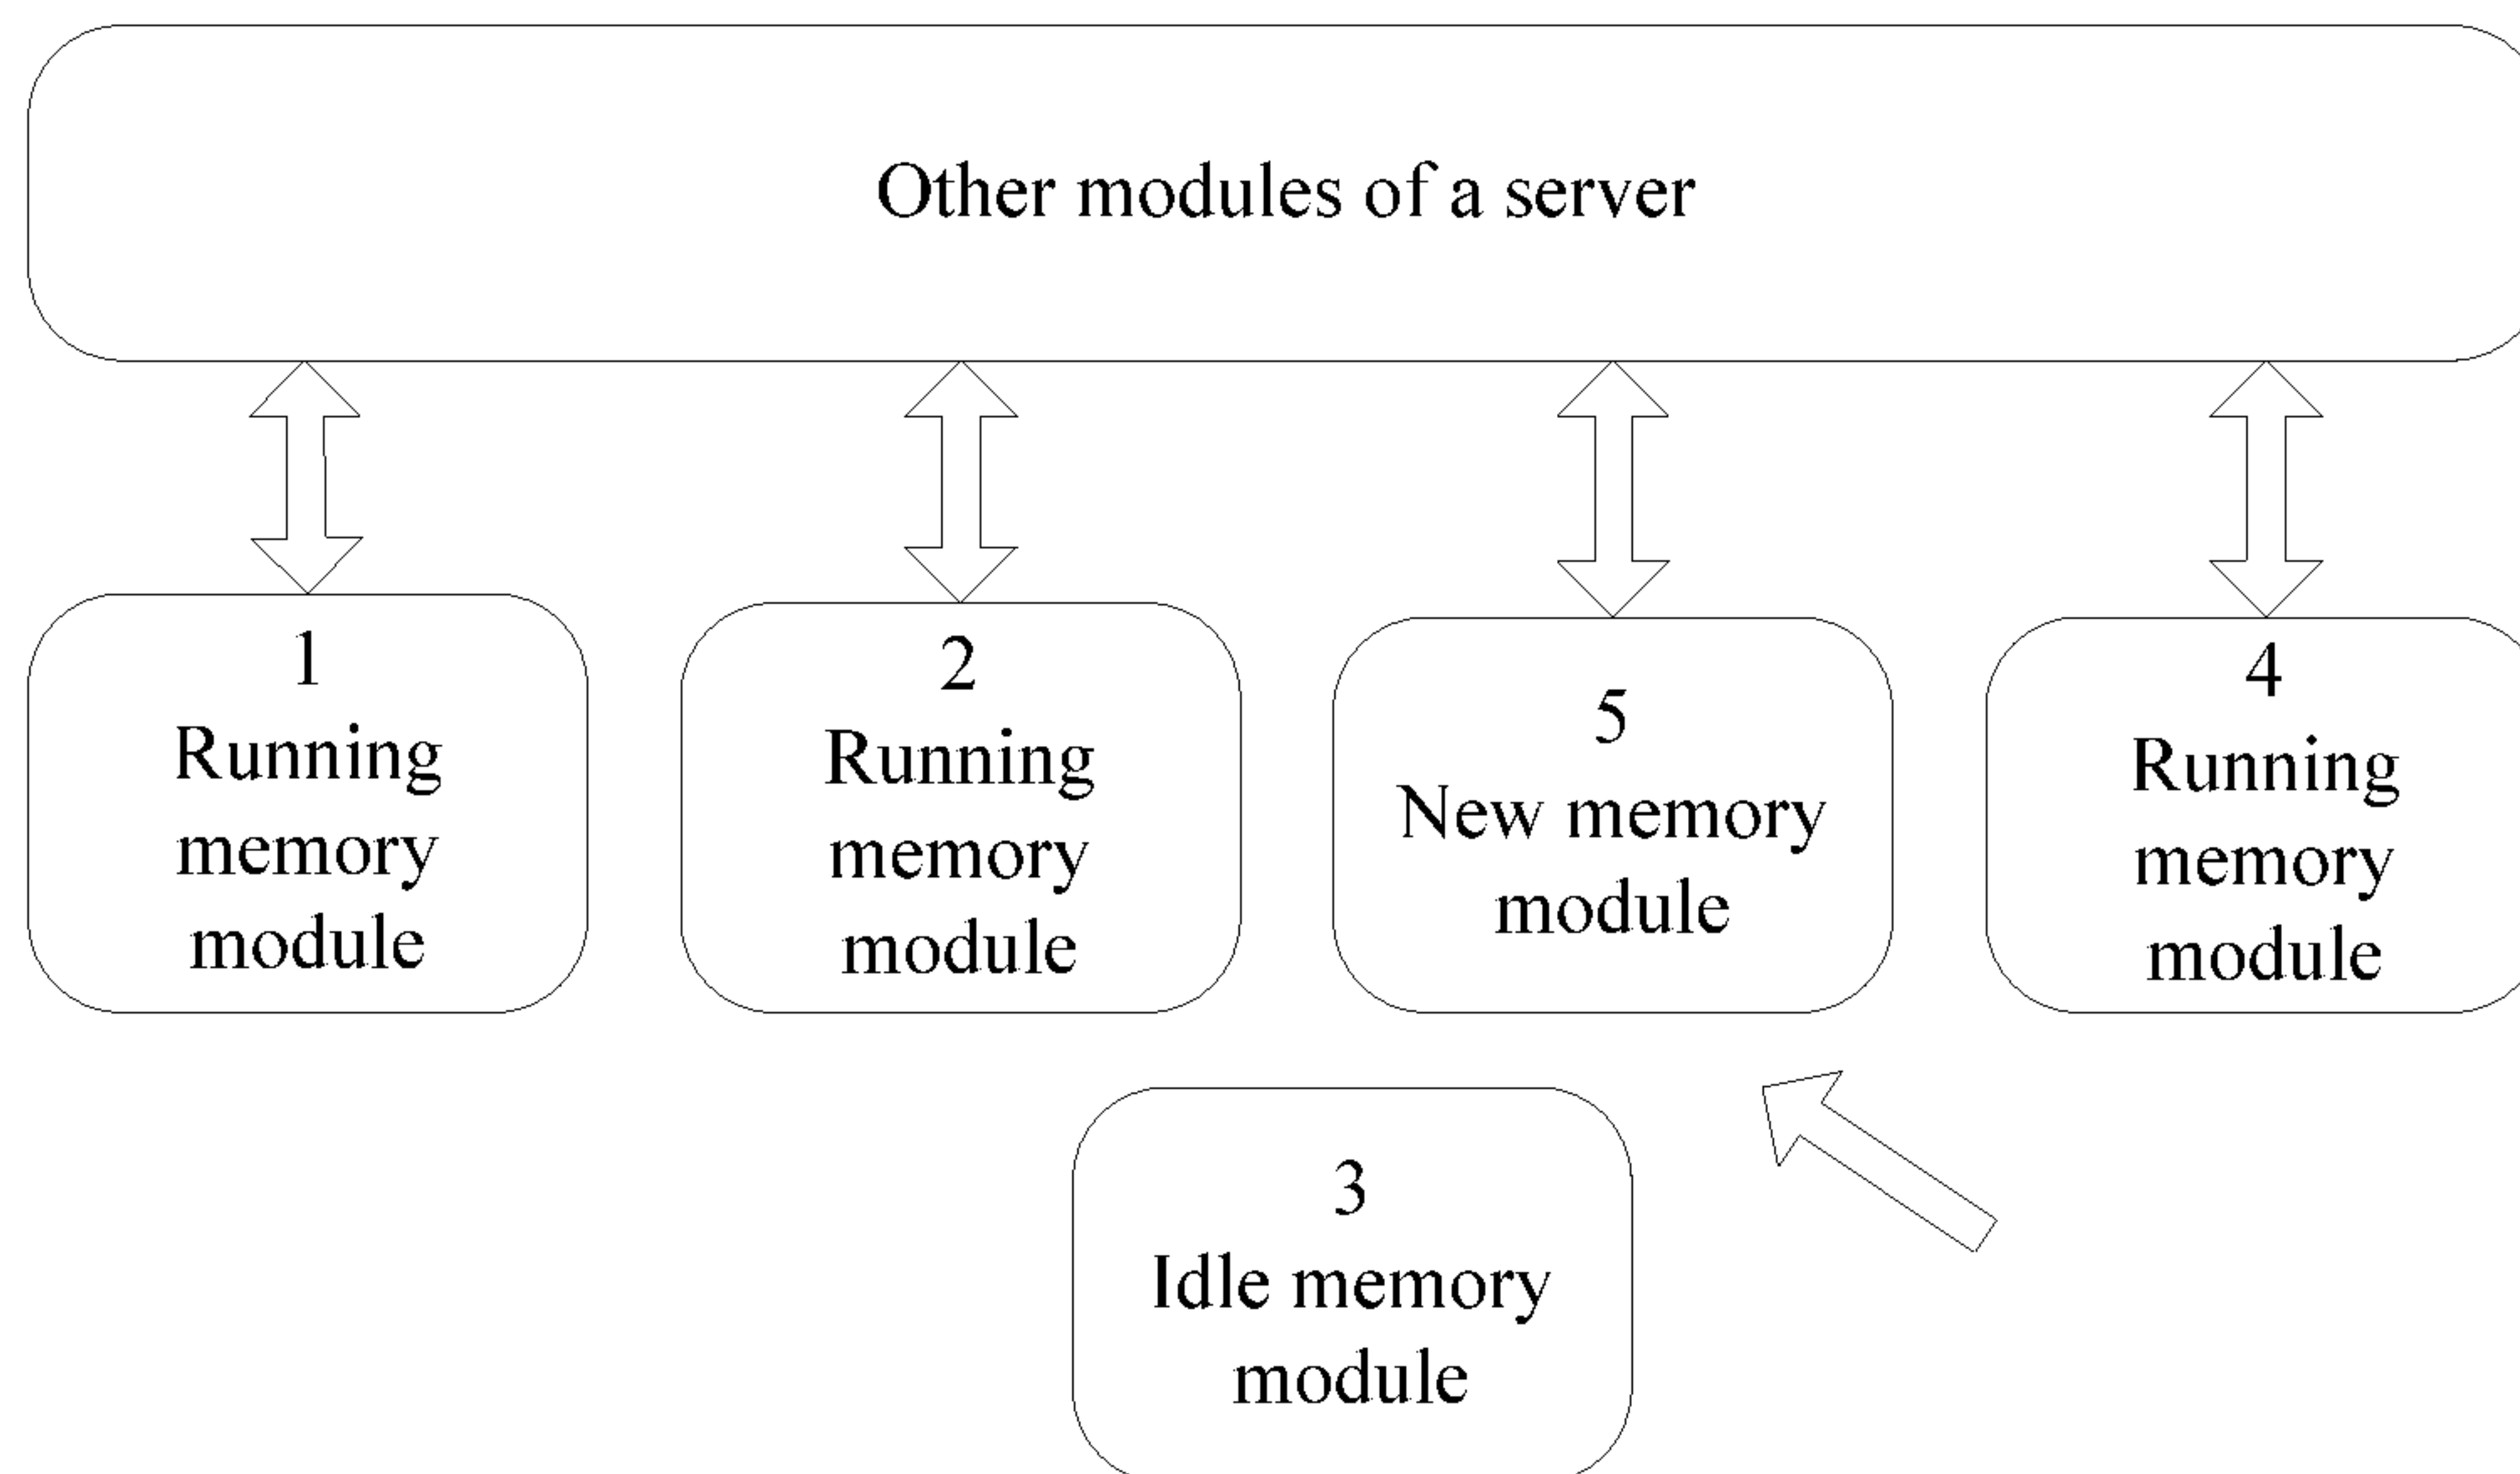 Other modules of a server
1
Running
memory
module
2
Running
memory
module
5
New memory
module
4
Running
memory
module
3
Idle memory
module